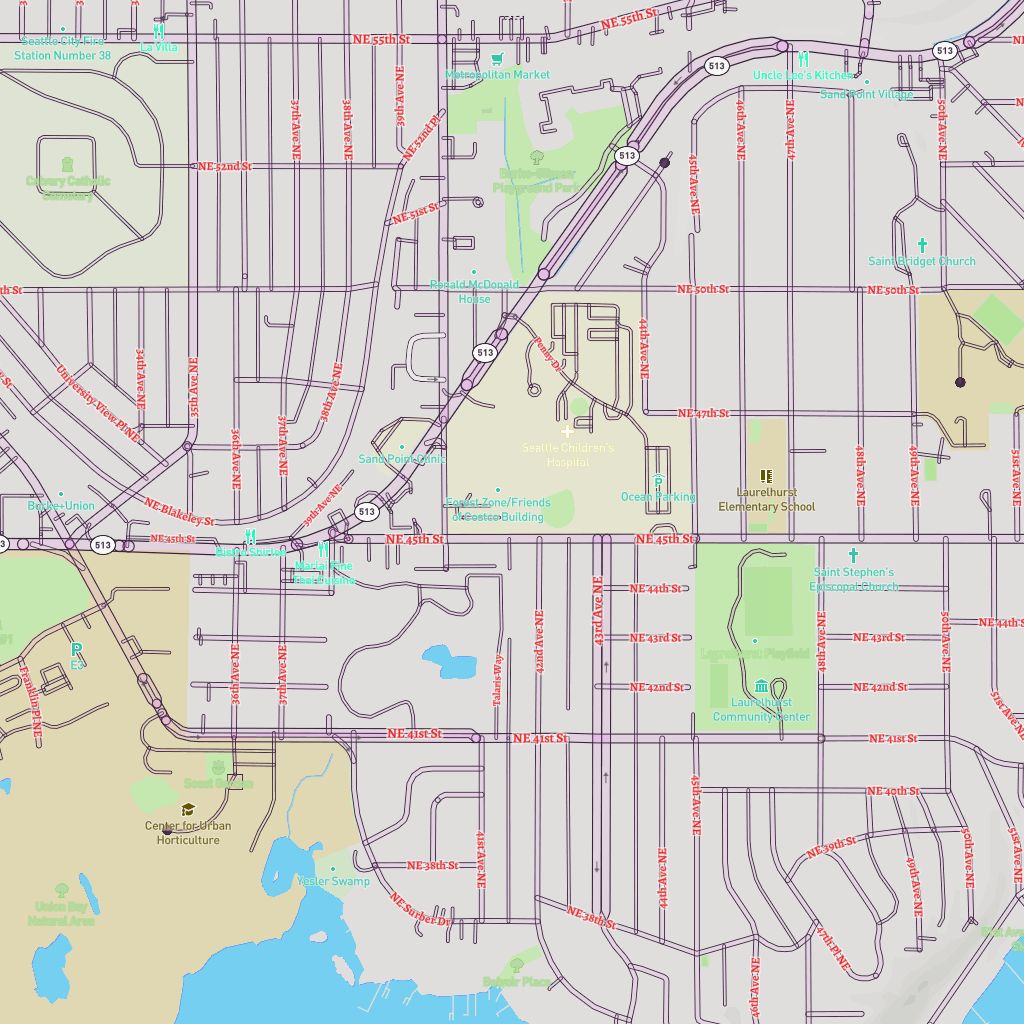 NE 55th St
NE 55th St
Seattle City Fire
Station Number 38
La Villa
Metropolitan Market
513
513
Uncle Lee's Kitchen
Sand Point Village
39th Ave NE
37th Ave NE
38th Ave NE
NE 52nd Pl
46th Ave NE
47th Ave NE
50th Ave NE
513
NE 52nd St
Calvary Catholic
Cemetery
Burke-Gilman
Playground Park
45th Ave NE
NE 51st St
Saint Bridget Church
Ronald McDonald
House
th St
NE 50th St
NE 50th St
513
Penny Dr
44th Ave NE
34th Ave NE
35th Ave NE
38th Ave NE
University View Pl NE
NE 47th St
36th Ave NE
37th Ave NE
Sand Point Clinic
Seattle Children's
Hospital
48th Ave NE
49th Ave NE
51st Ave NE
Laurelhurst
Elementary School
Ocean Parking
Burke+Union
NE Blakeley St
39th Ave NE
513
Forest Zone/Friends
of Costco Building
3
513
NE 45th St
NE 45th St
NE 45th St
Bistro Shirlee
Marlai Fine
Thai Cuisine
Saint Stephen's
Episcopal Church
NE 44th St
43rd Ave NE
42nd Ave NE
NE 44th St
NE 43rd St
NE 43rd St
Laurelhurst Playfield
48th Ave NE
50th Ave NE
E3
Franklin Pl NE
36th Ave NE
37th Ave NE
Talaris Way
NE 42nd St
NE 42nd St
Laurelhurst
Community Center
51st Ave NE
NE 41st St
NE 41st St
NE 41st St
Scout Garden
Center for Urban
Horticulture
NE 40th St
45th Ave NE
NE 39th St
50th Ave NE
51st Ave NE
49th Ave NE
41st Ave NE
44th Ave NE
NE 38th St
Yesler Swamp
Union Bay
Natural Area
NE Surber Dr
NE 38th St
47th Pl NE
46th Ave NE
Belvoir Place